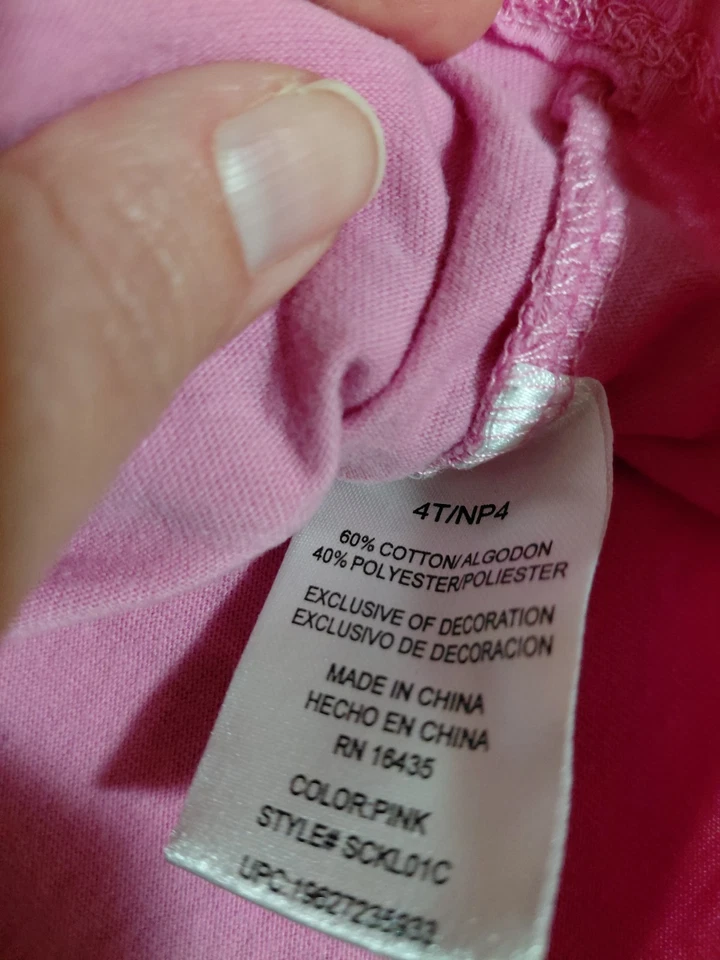 4T/NP4
60% COTTON/ALGODON
40% POLYESTER/POLIESTER
EXCLUSIVE OF DECORATION
EXCLUSIVO DE DECORACION
MADE IN CHINA
HECHO EN CHINA
RN 16435
COLOR:PINK
STYLE# SCKL01C